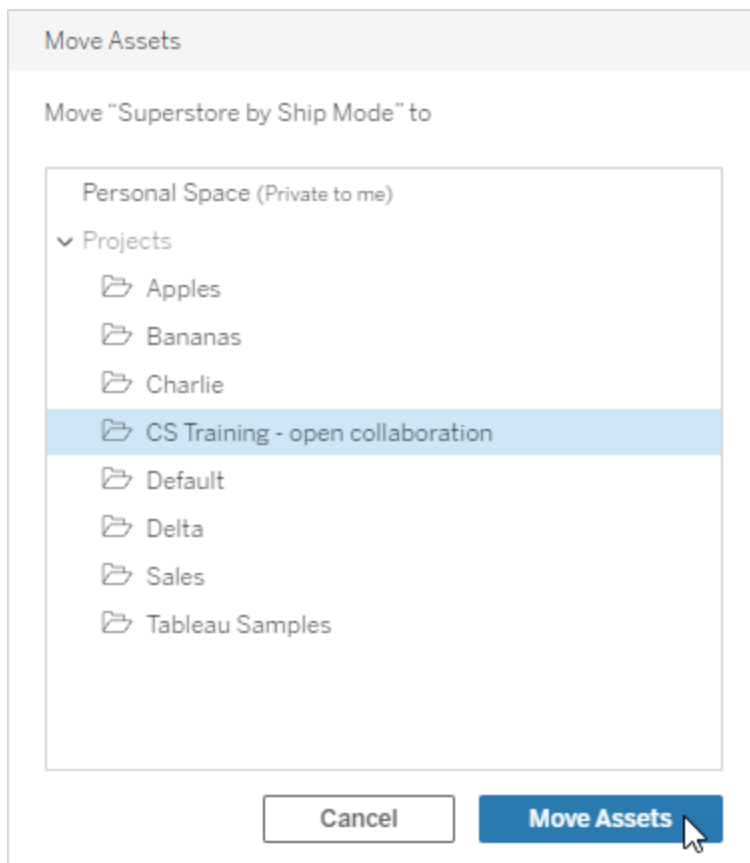 Move Assets
Move “Superstore by Ship Mode” to
Personal Space (Private to me)
Projects
Apples
Bananas
Charlie
CS Training - open collaboration
Default
Delta
Sales
Tableau Samples
Cancel
Move Assets